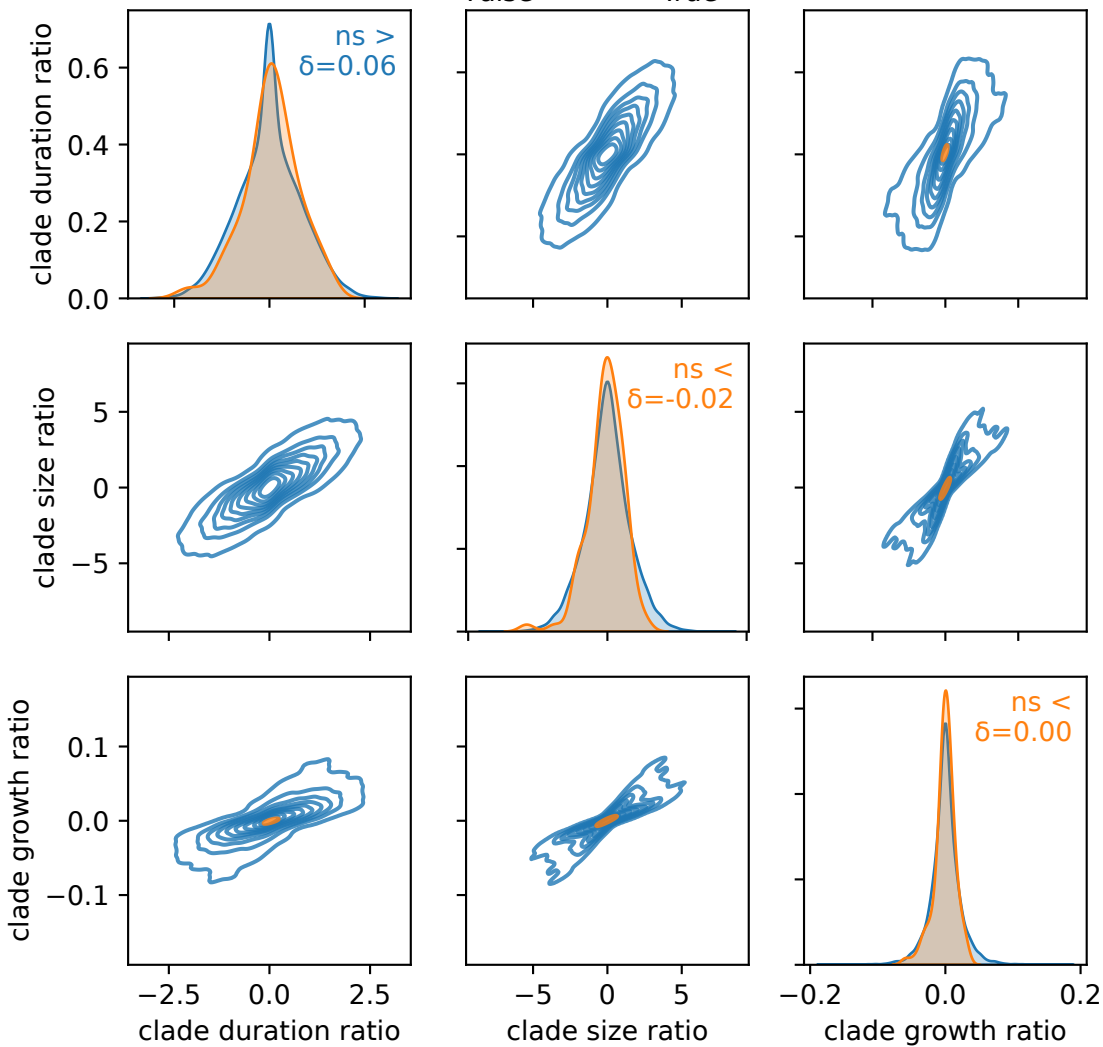 clade duration ratio
0.6
0.4
0.2
0.0
ns >
δ=0.06
clade size ratio
5
0
−5
ns <
δ=-0.02
clade growth ratio
0.1
0.0
−0.1
ns <
δ=0.00
−2.5 0.0 2.5
−5 0 5
−0.2 0.0 0.2
clade duration ratio
clade size ratio
clade growth ratio